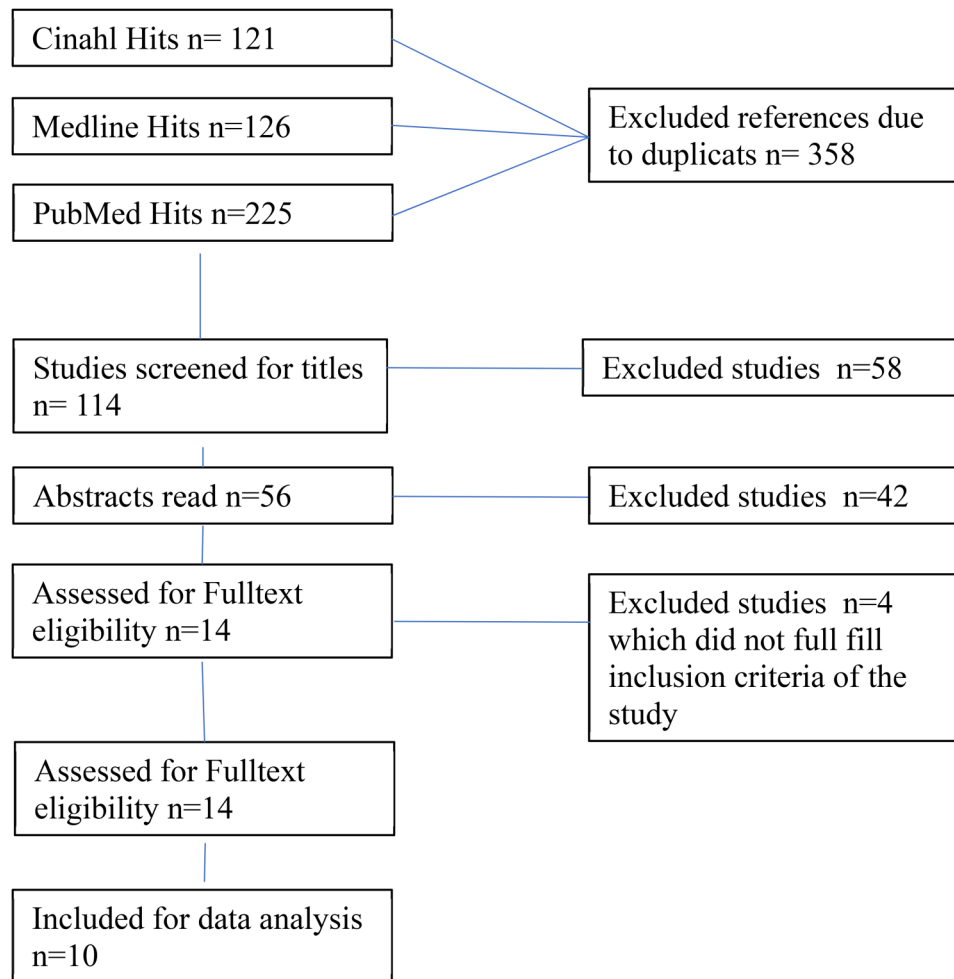 Cinahl Hits n= 121
Medline Hits n=126
Excluded references due
to duplicats n= 358
PubMed Hits n=225
Studies screened for titles
n= 114
Excluded studies  n=58
Abstracts read n=56
Excluded studies  n=42
Assessed for Fulltext
eligibility n=14
Excluded studies  n=4
which did not full fill
inclusion criteria of the
study
Assessed for Fulltext
eligibility n=14
Included for data analysis
n=10